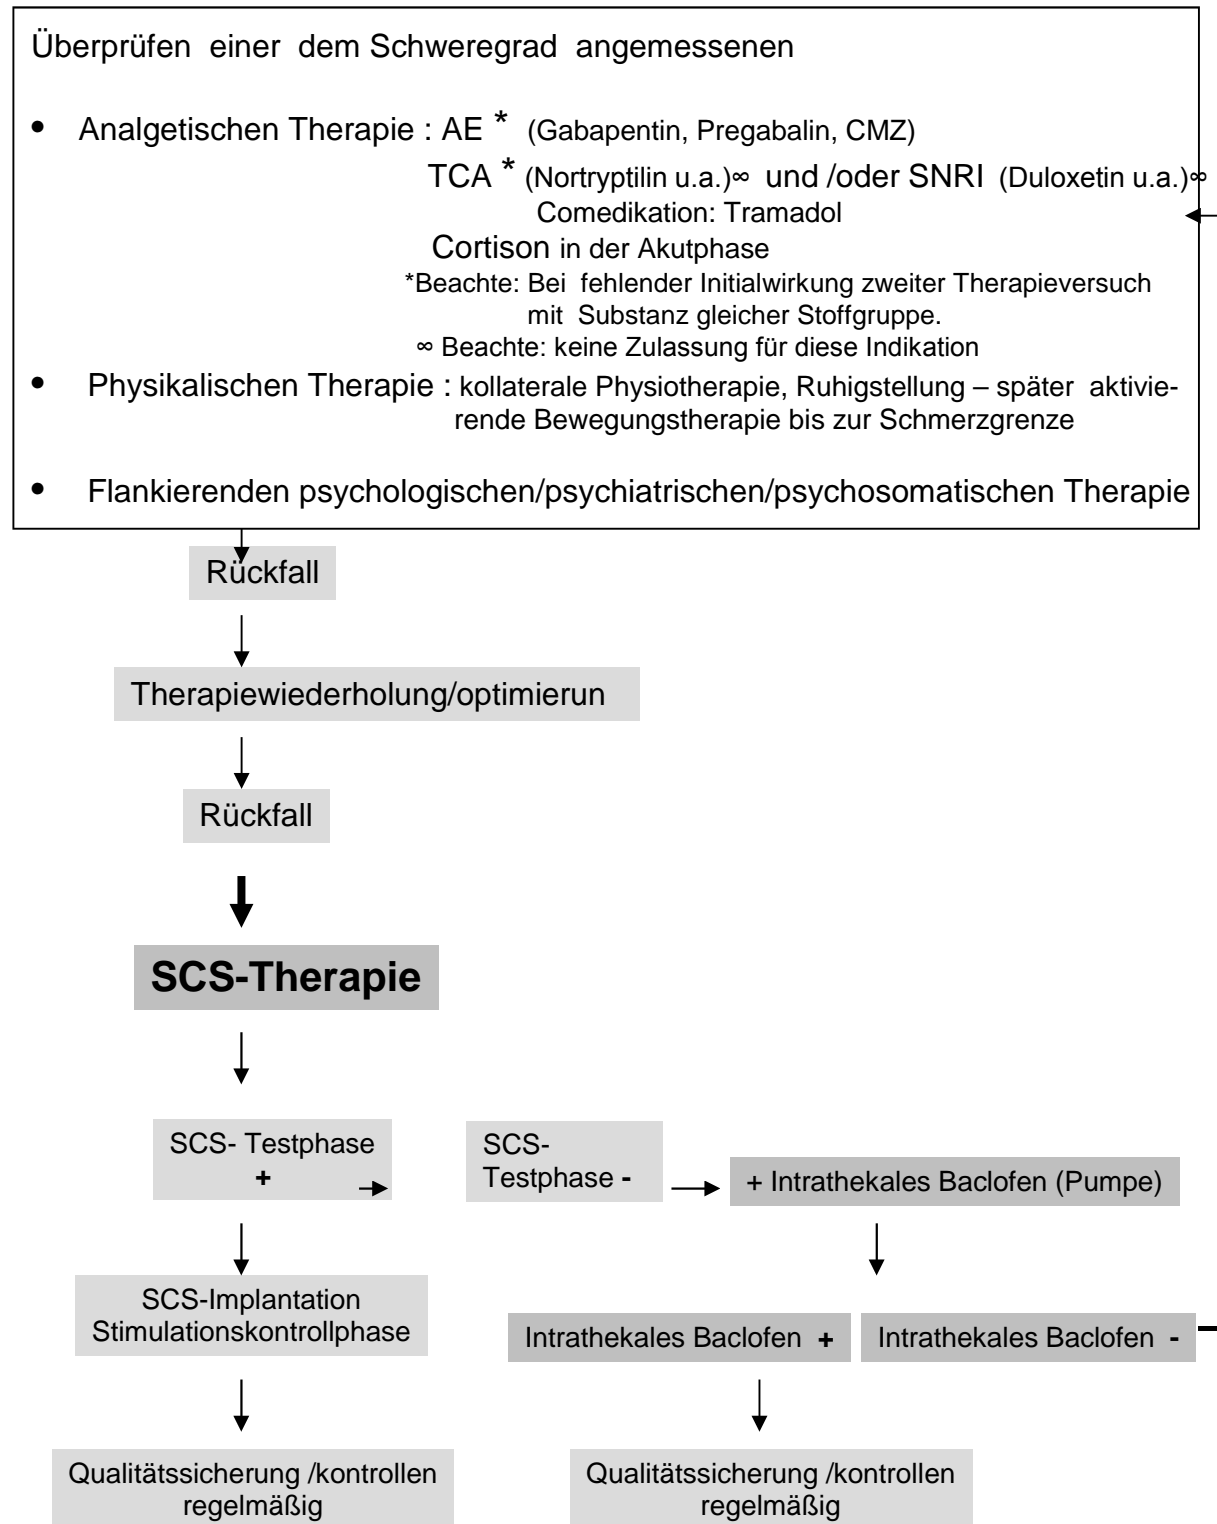 Überprüfen einer dem Schweregrad angemessenen
• Analgetischen Therapie : AE * (Gabapentin, Pregabalin, CMZ)
TCA * (Nortryptilin u.a.)∞ und /oder SNRI (Duloxetin u.a.)∞
Comedikation: Tramadol
Cortison in der Akutphase
*Beachte: Bei fehlender Initialwirkung zweiter Therapieversuch
mit Substanz gleicher Stoffgruppe.
∞ Beachte: keine Zulassung für diese Indikation
• Physikalischen Therapie : kollaterale Physiotherapie, Ruhigstellung – später aktivie-
rende Bewegungstherapie bis zur Schmerzgrenze
• Flankierenden psychologischen/psychiatrischen/psychosomatischen Therapie
Rückfall
Therapiewiederholung/optimierun
Rückfall
SCS-Therapie
SCS- Testphase
+
SCS-
Testphase -
+ Intrathekales Baclofen (Pumpe)
SCS-Implantation
Stimulationskontrollphase
Intrathekales Baclofen +
Intrathekales Baclofen -
Qualitätssicherung /kontrollen
regelmäßig
Qualitätssicherung /kontrollen
regelmäßig